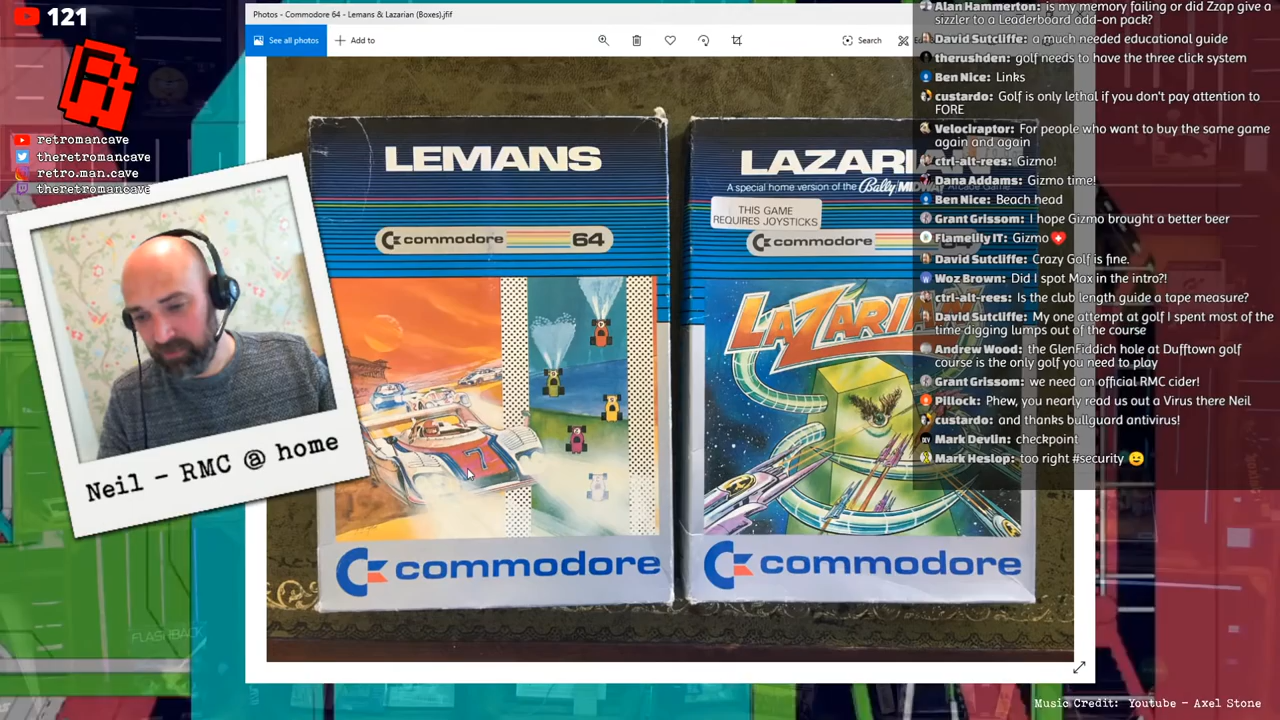 121
retromancave
theretromancave
retro.man.cave
theretromancave
Neil - RMC @ home
Photos - Commodore 64 - Lemans & Lazarian (Boxes).jfif
See all photos
Add to
Search
LEMANS
commodore 64
7
commodore
LAZAR
A special home version of the Bally MIDWAY Arcade Game.
THIS GAME
REQUIRES JOYSTICKS
commodore
LAZARI
commodore
Alan Hammerton: is my memory failing or did Zzap give a
sizzler to a Leaderboard add-on pack?
David Sutcliffe: a much needed educational guide
therushden: golf needs to have the three click system
Ben Nice: Links
custardo: Golf is only lethal if you don't pay attention to
FORE
Velochraptor: For people who want to buy the same game
again and again
ctrl-alt-rees: Gizmo!
Dana Addams: Gizmo time!
Ben Nice: Beach head
Grant Grissom: I hope Gizmo brought you better beer
Flamelily IT: Gizmo
David Sutcliffe: Crazy Golf is fine.
Woz Brown: Did I spot Max in the intro?!
ctrl-alt-rees: Is the club length guide a tape measure?
David Sutcliffe: My one attempt at golf I spent most of the
time digging lumps out of the course
Andrew Wood: the GlenFiddich hole at Dufftown golf
course is the only golf you need to play
Grant Grissom: we need an official RMC cider!
Pillock: Phew, you nearly read us out a Virus there Neil
custardo: and thanks bullguard antivirus!
Mark Devlin: checkpoint
Mark Heslop: too right #security
FLASHBACK
Music Credit: Youtube - Axel Stone